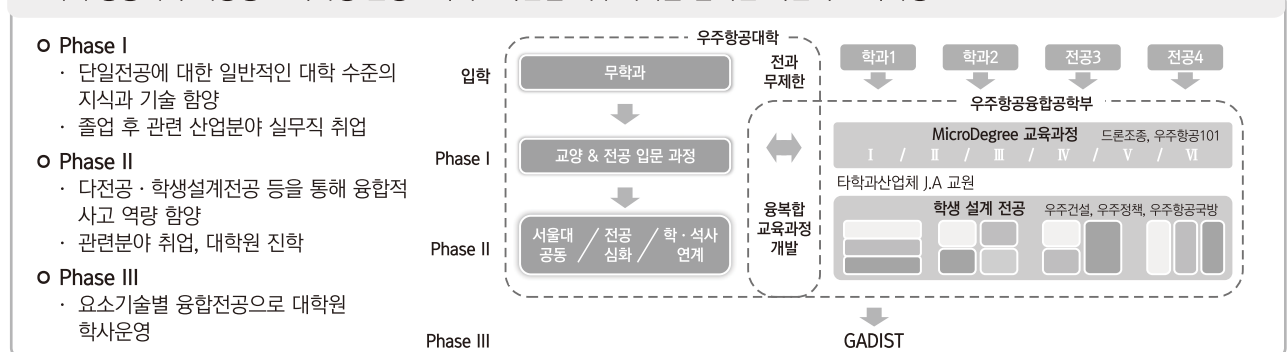 Phase Ⅰ
· 단일전공에 대한 일반적인 대학 수준의
지식과 기술 함양
· 졸업 후 관련 산업분야 실무직 취업
Phase Ⅱ
· 다전공 · 학생설계전공 등을 통해 융합적
사고 역량 함양
· 관련분야 취업, 대학원 진학
Phase Ⅲ
· 요소기술별 융합전공으로 대학원
학사운영
입학
Phase Ⅰ
Phase Ⅱ
Phase Ⅲ
우주항공대학
무학과
교양 & 전공 입문 과정
서울대
공동
/
전공
심화
/
학 · 석사
연계
전과
무제한
융복합
교육과정
개발
학과1
학과2
전공3
전공4
우주항공융합공학부
MicroDegree 교육과정 드론조종, 우주항공101
Ⅰ / Ⅱ / Ⅲ / Ⅳ / Ⅴ / Ⅵ
타학과산업체 J.A 교원
학생 설계 전공 우주건설, 우주정책, 우주항공국방
GADIST